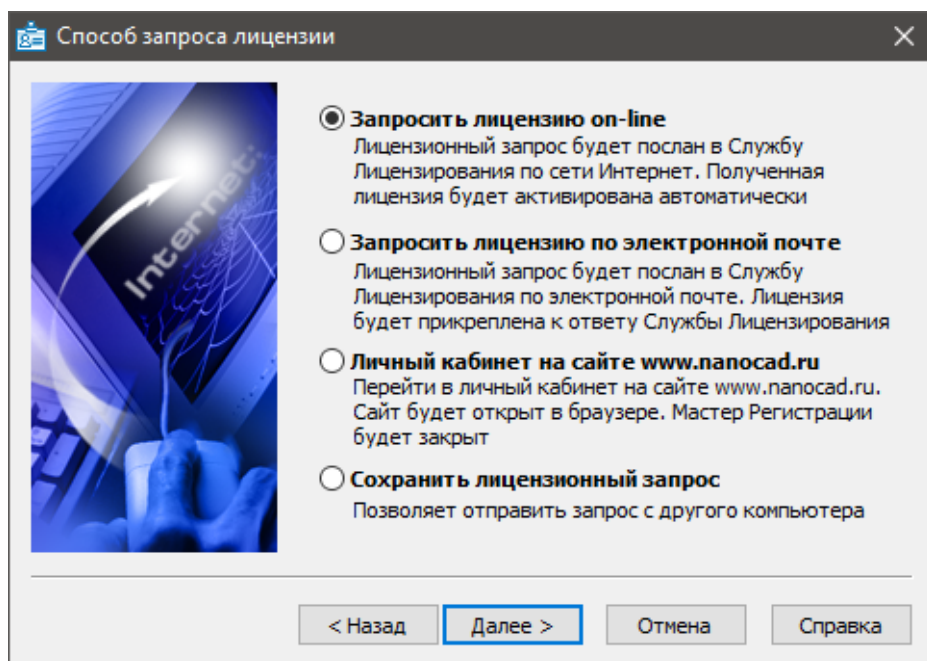 Способ запроса лицензии
Internet:
Запросить лицензию on-line
Лицензионный запрос будет послан в Службу
Лицензирования по сети Интернет. Полученная
лицензия будет активирована автоматически
Запросить лицензию по электронной почте
Лицензионный запрос будет послан в Службу
Лицензирования по электронной почте. Лицензия
будет прикреплена к ответу Службы Лицензирования
Личный кабинет на сайте www.nanocad.ru
Перейти в личный кабинет на сайте www.nanocad.ru.
Сайт будет открыт в браузере. Мастер Регистрации
будет закрыт
Сохранить лицензионный запрос
Позволяет отправить запрос с другого компьютера
< Назад
Далее >
Отмена
Справка